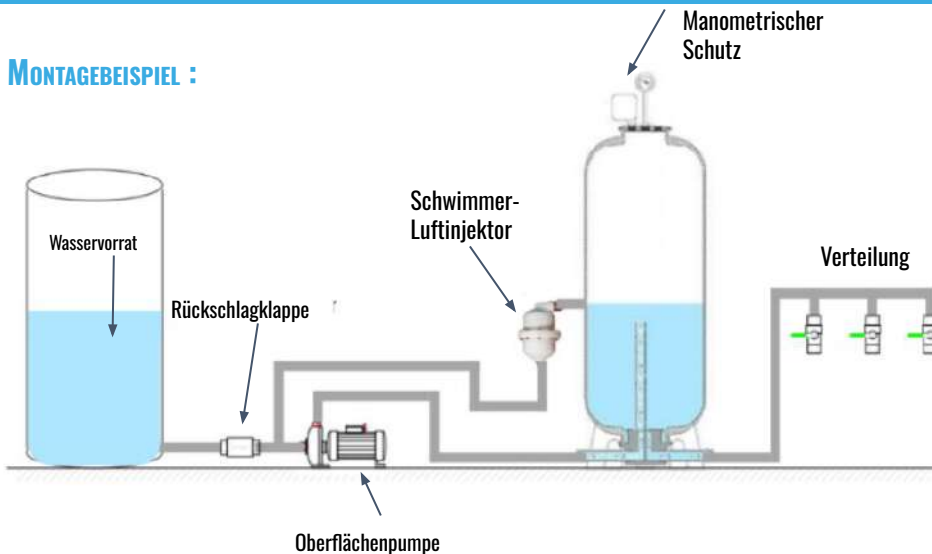 Manometrischer
Schutz
MONTAGEBEISPIEL :
Schwimmer-
Luftinjektor
Wasservorrat
Verteilung
Rückschlagklappe
Oberflächenpumpe